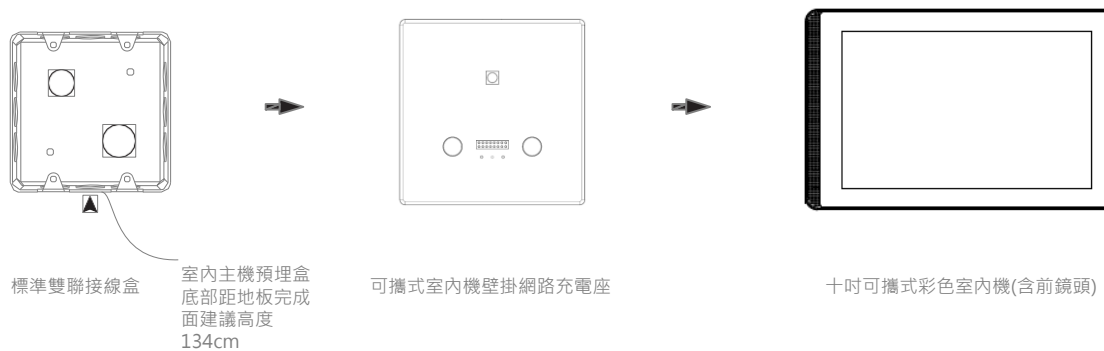 標準雙聯接線盒
室內主機預埋盒
底部距地板完成
面建議高度
134cm
可攜式室內機壁掛網路充電座
十吋可攜式彩色室內機(含前鏡頭)